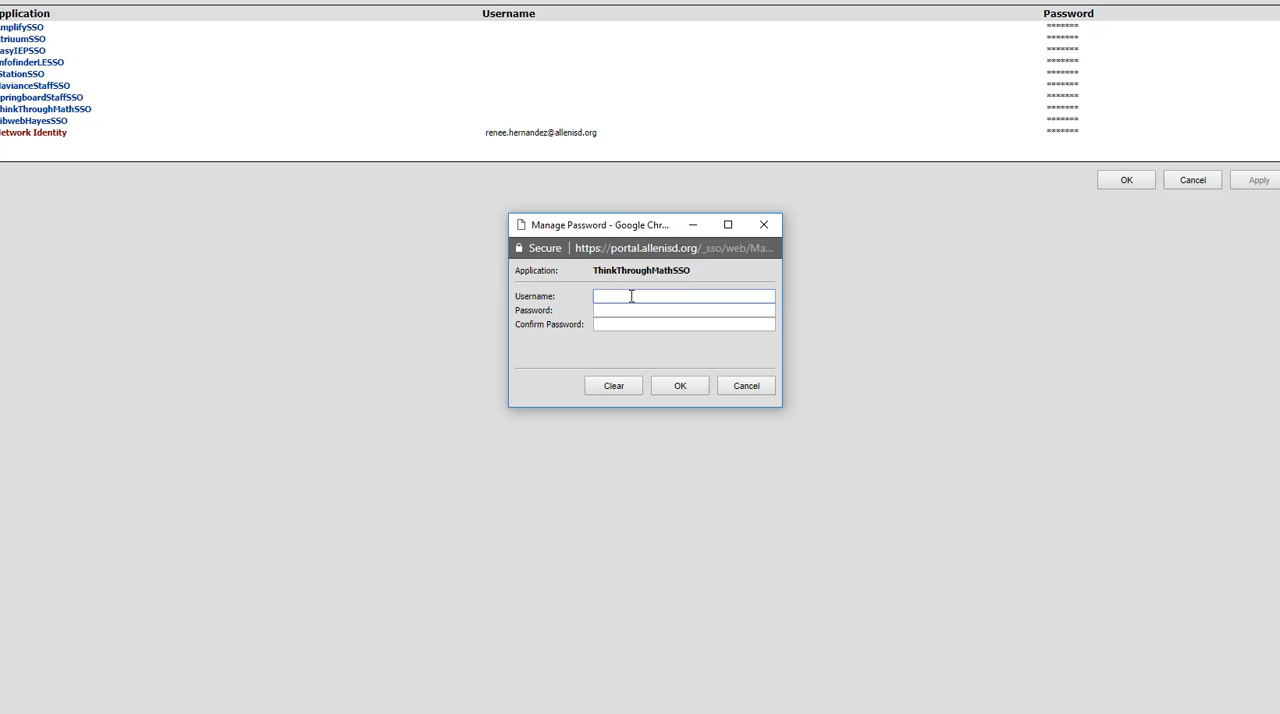 pplication Username Password
mplifySSO *******
triuumSSO *******
asyIEPSSO *******
nfofinderLESSO *******
StationSSO *******
avianceStaffSSO *******
pringboardStaffSSO *******
hinkThroughMathSSO *******
ibwebHayesSSO *******
etwork Identity renee.hernandez@allenisd.org *******
OK Cancel Apply
Manage Password - Google Chr...
Secure | https://portal.allenisd.org/_sso/web/Ma...
Application: ThinkThroughMathSSO
Username:
Password:
Confirm Password:
Clear OK Cancel